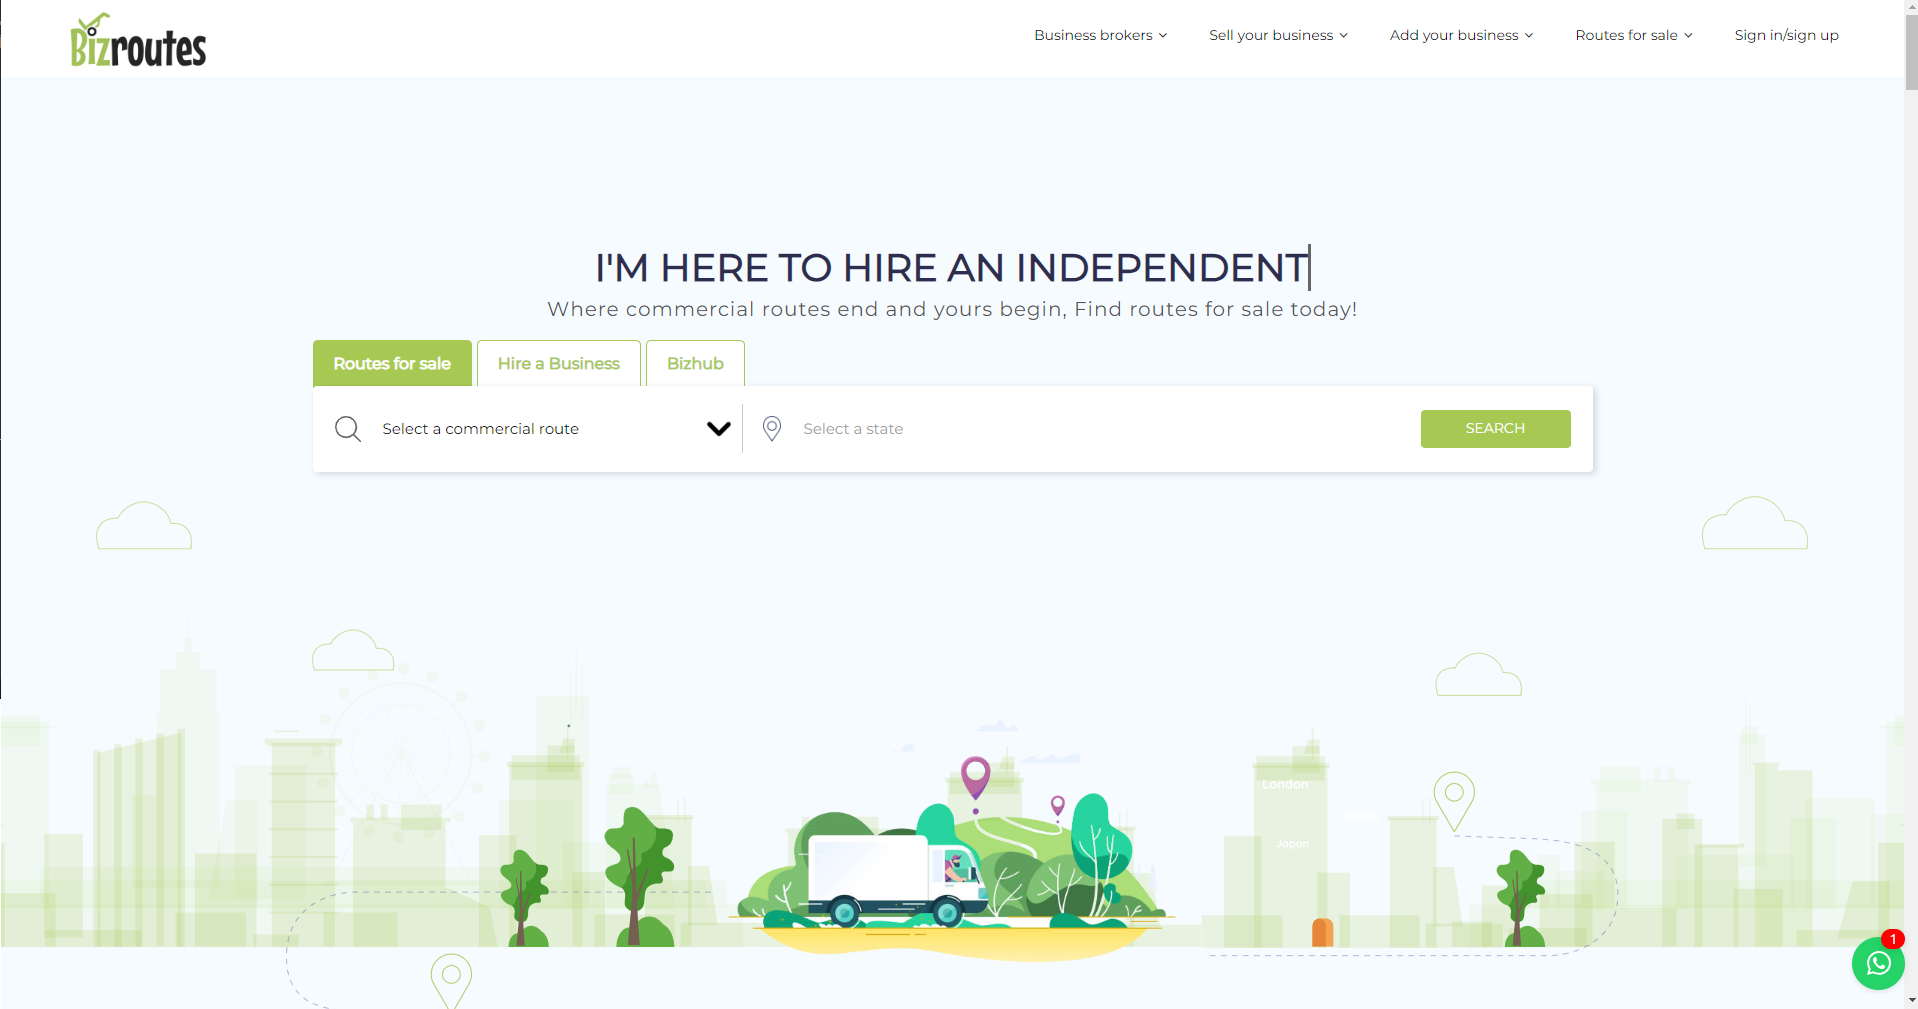 Bizroutes
Business brokers
Sell your business
Add your business
Routes for sale
Sign in/sign up
I'M HERE TO HIRE AN INDEPENDENT
Where commercial routes end and yours begin, Find routes for sale today!
Routes for sale
Hire a Business
Bizhub
Select a commercial route
Select a state
SEARCH
London
Japan
1